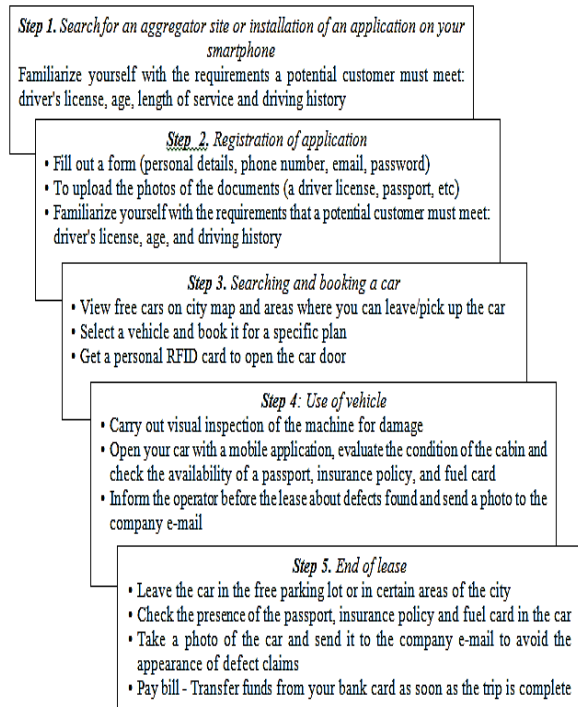 Step 1. Search for an aggregator site or installation of an application on your
smartphone
Familiarize yourself with the requirements a potential customer must meet:
driver's license, age, length of service and driving history
Step 2. Registration of application
• Fill out a form (personal details, phone number, email, password)
• To upload the photos of the documents (a driver license, passport, etc)
• Familiarize yourself with the requirements that a potential customer must meet:
driver's license, age, and driving history
Step 3. Searching and booking a car
• View free cars on city map and areas where you can leave/pick up the car
• Select a vehicle and book it for a specific plan
• Get a personal RFID card to open the car door
Step 4: Use of vehicle
• Carry out visual inspection of the machine for damage
• Open your car with a mobile application, evaluate the condition of the cabin and
check the availability of a passport, insurance policy, and fuel card
• Inform the operator before the lease about defects found and send a photo to the
company e-mail
Step 5. End of lease
• Leave the car in the free parking lot or in certain areas of the city
• Check the presence of the passport, insurance policy and fuel card in the car
• Take a photo of the car and send it to the company e-mail to avoid the
appearance of defect claims
• Pay bill - Transfer funds from your bank card as soon as the trip is complete